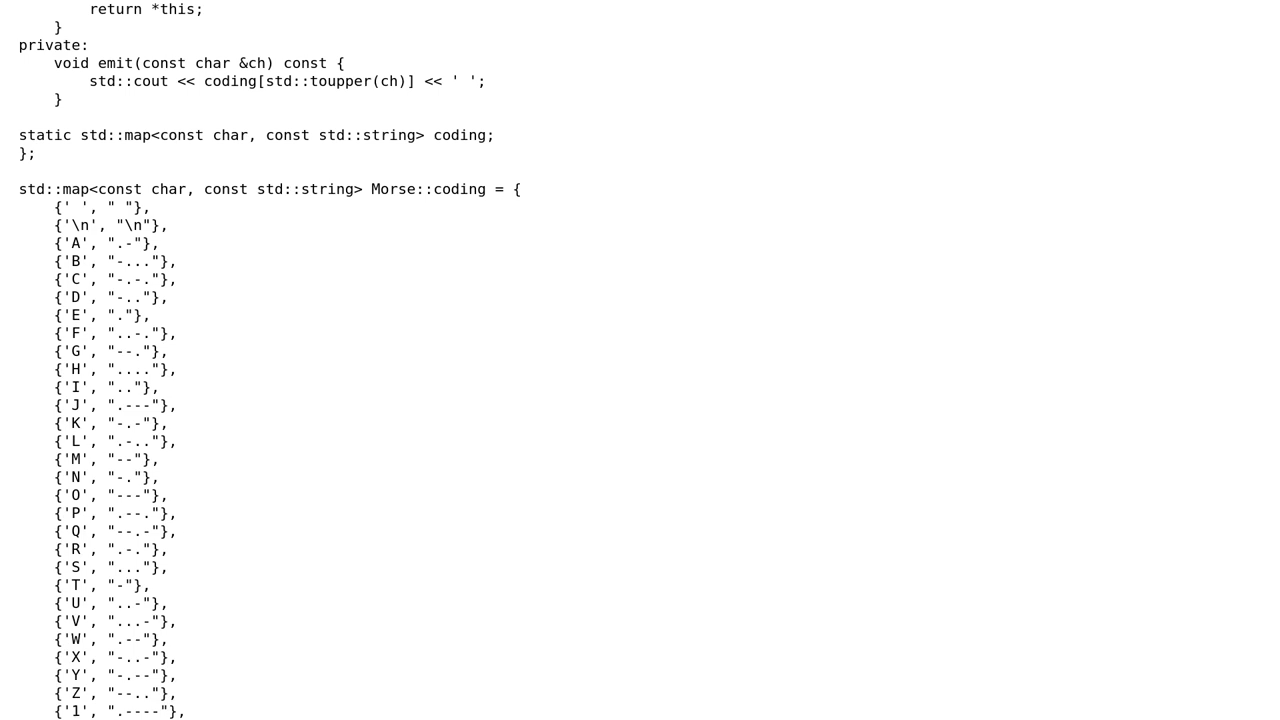 return *this;
    }
private:
    void emit(const char &ch) const {
        std::cout << coding[std::toupper(ch)] << ' ';
    }

static std::map<const char, const std::string> coding;
};

std::map<const char, const std::string> Morse::coding = {
    {' ', " "},
    {'\n', "\n"},
    {'A', ".-"},
    {'B', "-..."},
    {'C', "-.-."},
    {'D', "-.."},
    {'E', "."},
    {'F', "..-."},
    {'G', "--."},
    {'H', "...."},
    {'I', ".."},
    {'J', ".---"},
    {'K', "-.-"},
    {'L', ".-.."},
    {'M', "--"},
    {'N', "-."},
    {'O', "---"},
    {'P', ".--."},
    {'Q', "--.-"},
    {'R', ".-."},
    {'S', "..."},
    {'T', "-"},
    {'U', "..-"},
    {'V', "...-"},
    {'W', ".--"},
    {'X', "-..-"},
    {'Y', "-.--"},
    {'Z', "--.."},
    {'1', ".----"},